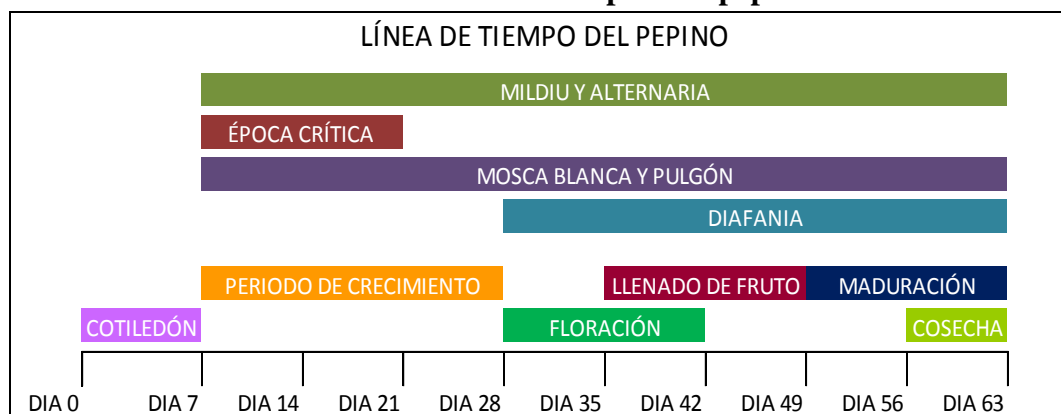 LÍNEA DE TIEMPO DEL PEPINO
MILDIU Y ALTERNARIA
ÉPOCA CRÍTICA
MOSCA BLANCA Y PULGÓN
DIAFANIA
PERIODO DE CRECIMIENTO LLENADO DE FRUTO MADURACIÓN
COTILEDÓN FLORACIÓN COSECHA
DIA 0 DIA 7 DIA 14 DIA 21 DIA 28 DIA 35 DIA 42 DIA 49 DIA 56 DIA 63